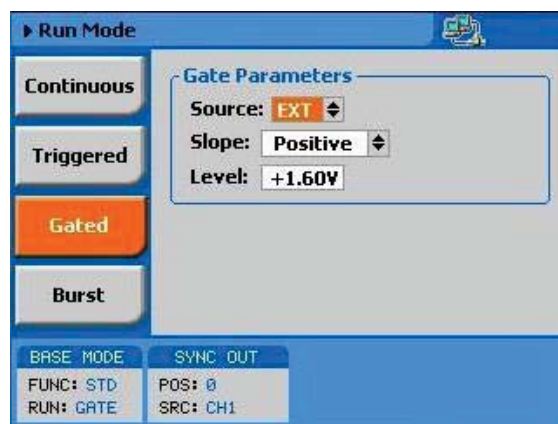 Run Mode
Continuous
Triggered
Gated
Burst
Gate Parameters
Source: EXT
Slope: Positive
Level: +1.60V
BASE MODE
FUNC: STD
RUN: GATE
SYNC OUT
POS: 0
SRC: CH1